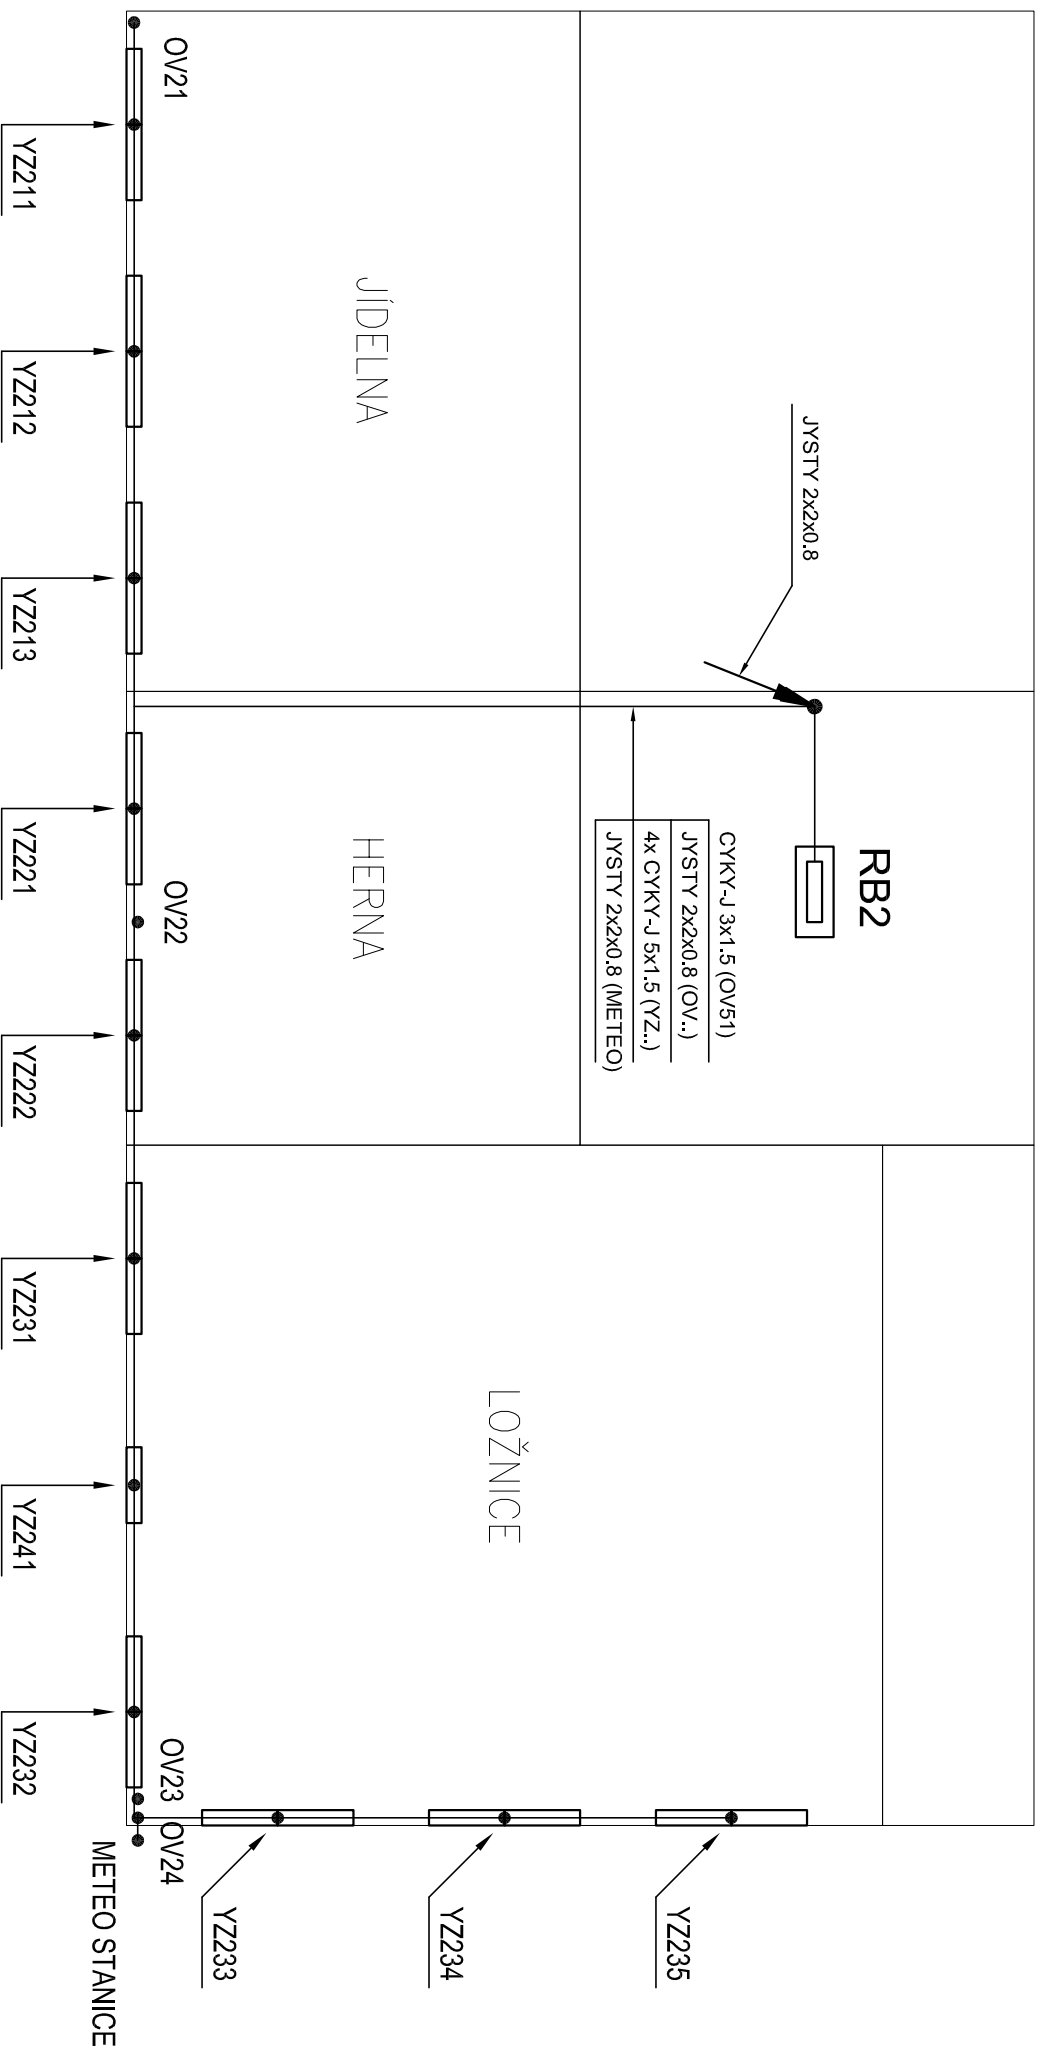 RB2
JYSTY 2x2x0.8
CYKY-J 3x1.5 (OV51)
JYSTY 2x2x0.8 (OV..)
4x CYKY-J 5x1.5 (YZ..)
JYSTY 2x2x0.8 (METEO)
JÍDELNA
HERNA
LOŽNICE
OV21
OV22
OV23
OV24
YZ235
YZ234
YZ233
METEO STANICE
YZ211
YZ212
YZ213
YZ221
YZ222
YZ231
YZ241
YZ232